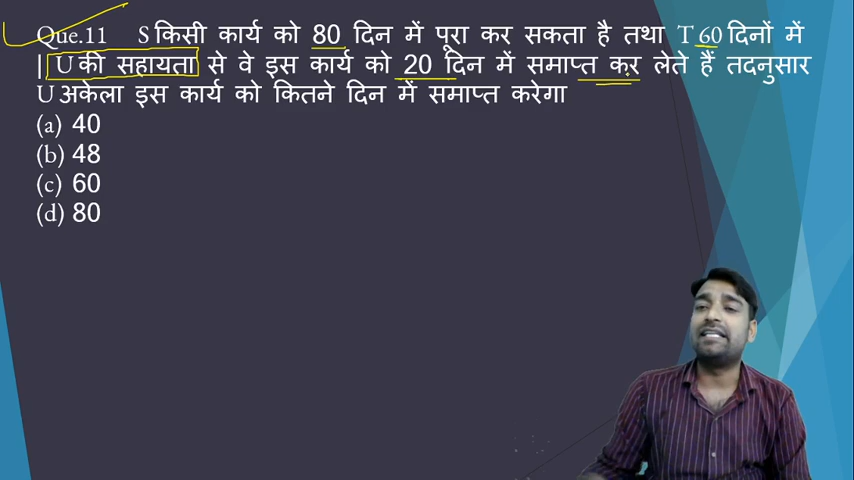 Que.11 S किसी कार्य को 80 दिन में पूरा कर सकता है तथा T 60 दिनों में
| U की सहायता से वे इस कार्य को 20 दिन में समाप्त कर लेते हैं तदनुसार
U अकेला इस कार्य को कितने दिन में समाप्त करेगा
(a) 40
(b) 48
(c) 60
(d) 80